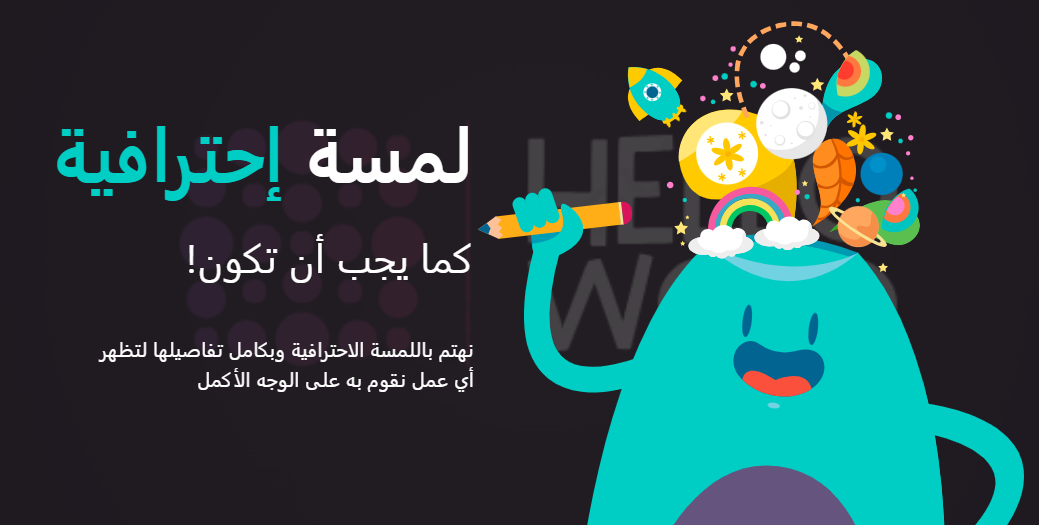 لمسة إحترافية
كما يجب أن تكون!
نهتم باللمسة الاحترافية وبكامل تفاصيلها لتظهر
أي عمل نقوم به على الوجه الأكمل